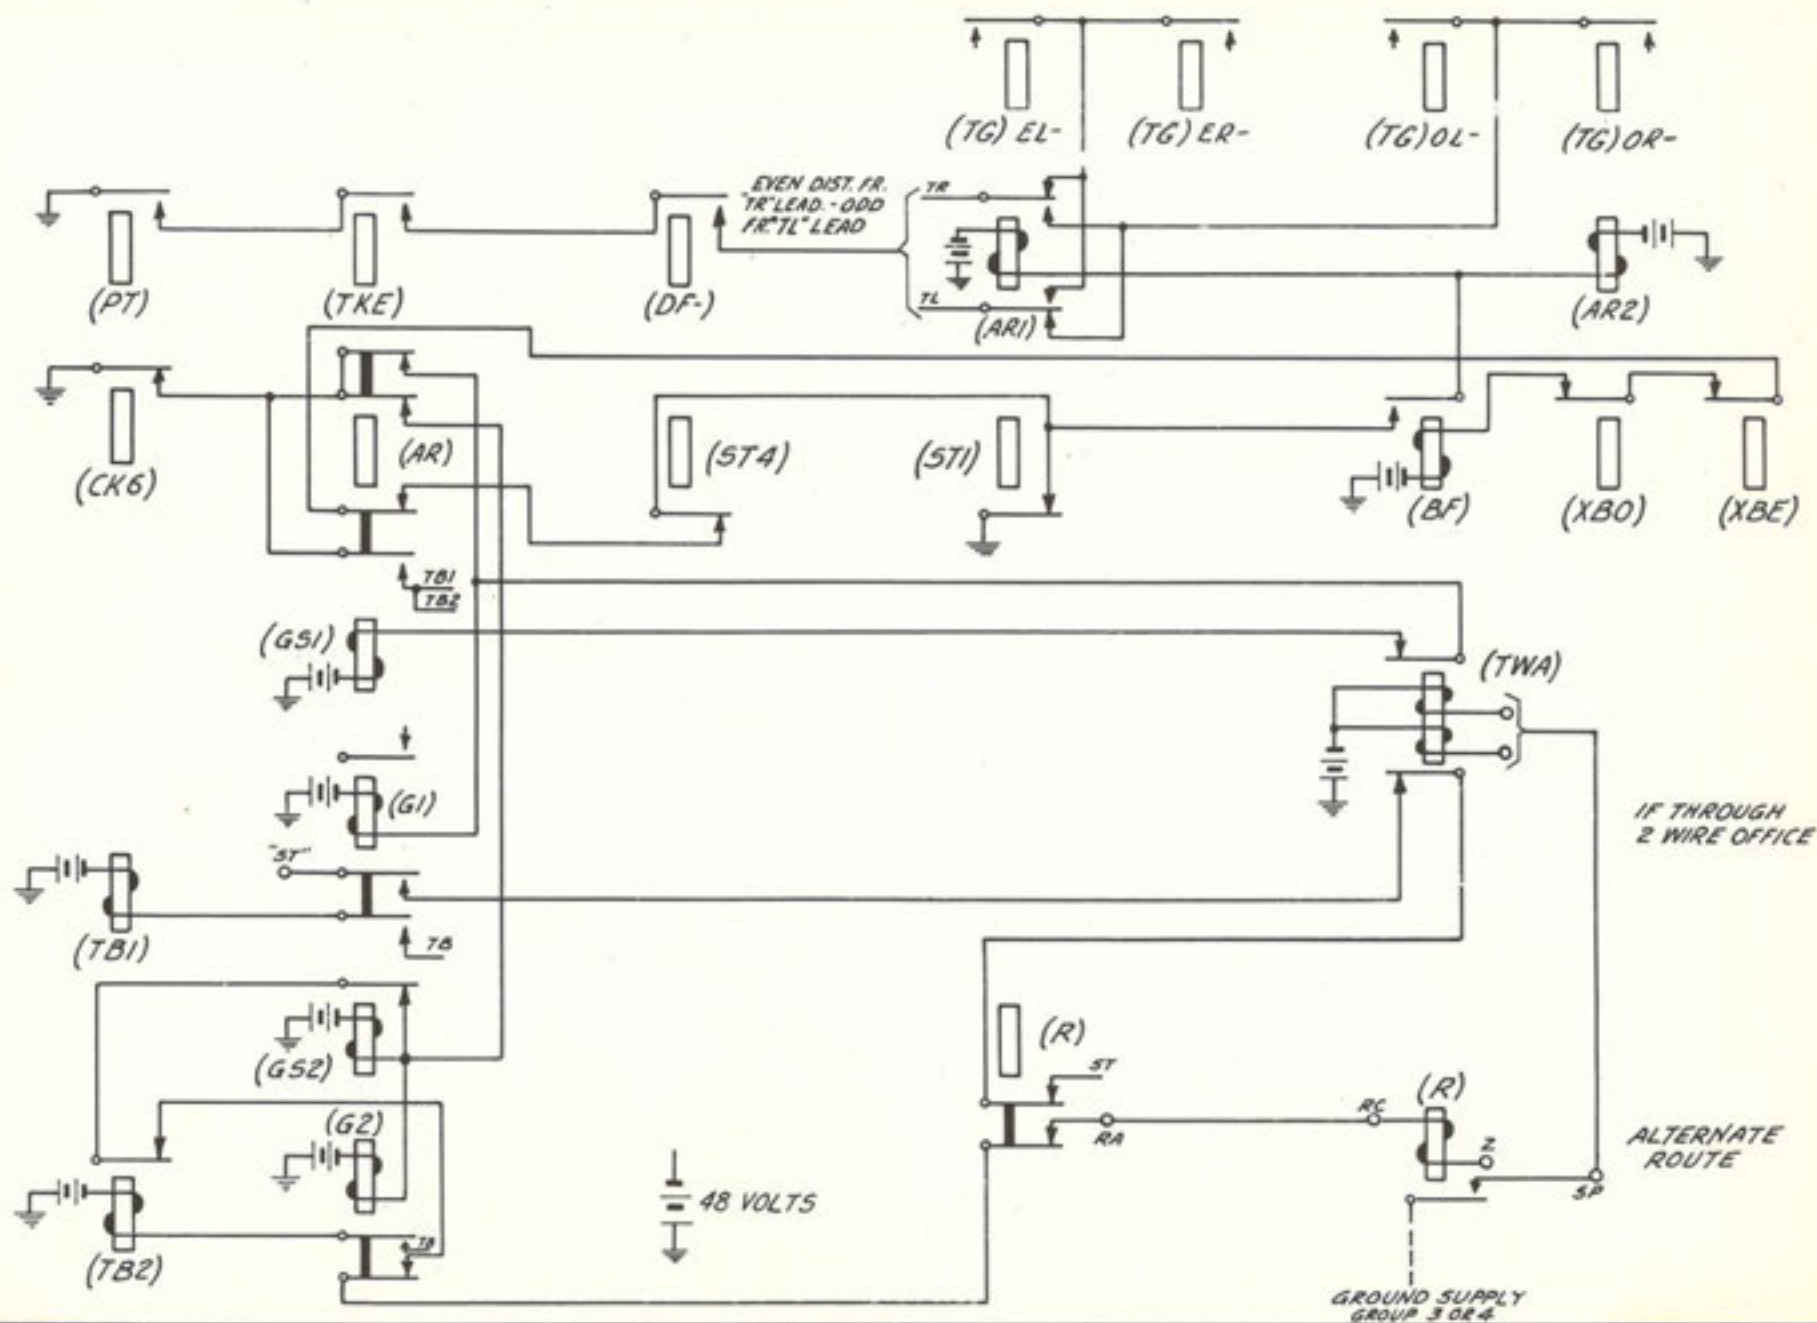 (TG) EL-
(TG) ER-
(TG) OL-
(TG) OR-
EVEN DIST. FR.
"TR" LEAD. - ODD
FR. "TL" LEAD
TR
(PT)
(TKE)
(DF-)
TL
(AR1)
(AR2)
(CK6)
(AR)
(ST4)
(ST1)
(BF)
(XBO)
(XBE)
TB1
TB2
(GS1)
(TWA)
(G1)
IF THROUGH
2 WIRE OFFICE
"ST"
(TB1)
TB
(GS2)
(R)
ST
(G2)
RA
RC
(R)
Z
SP
ALTERNATE
ROUTE
48 VOLTS
TB
(TB2)
GROUND SUPPLY
GROUP 3 OR 4